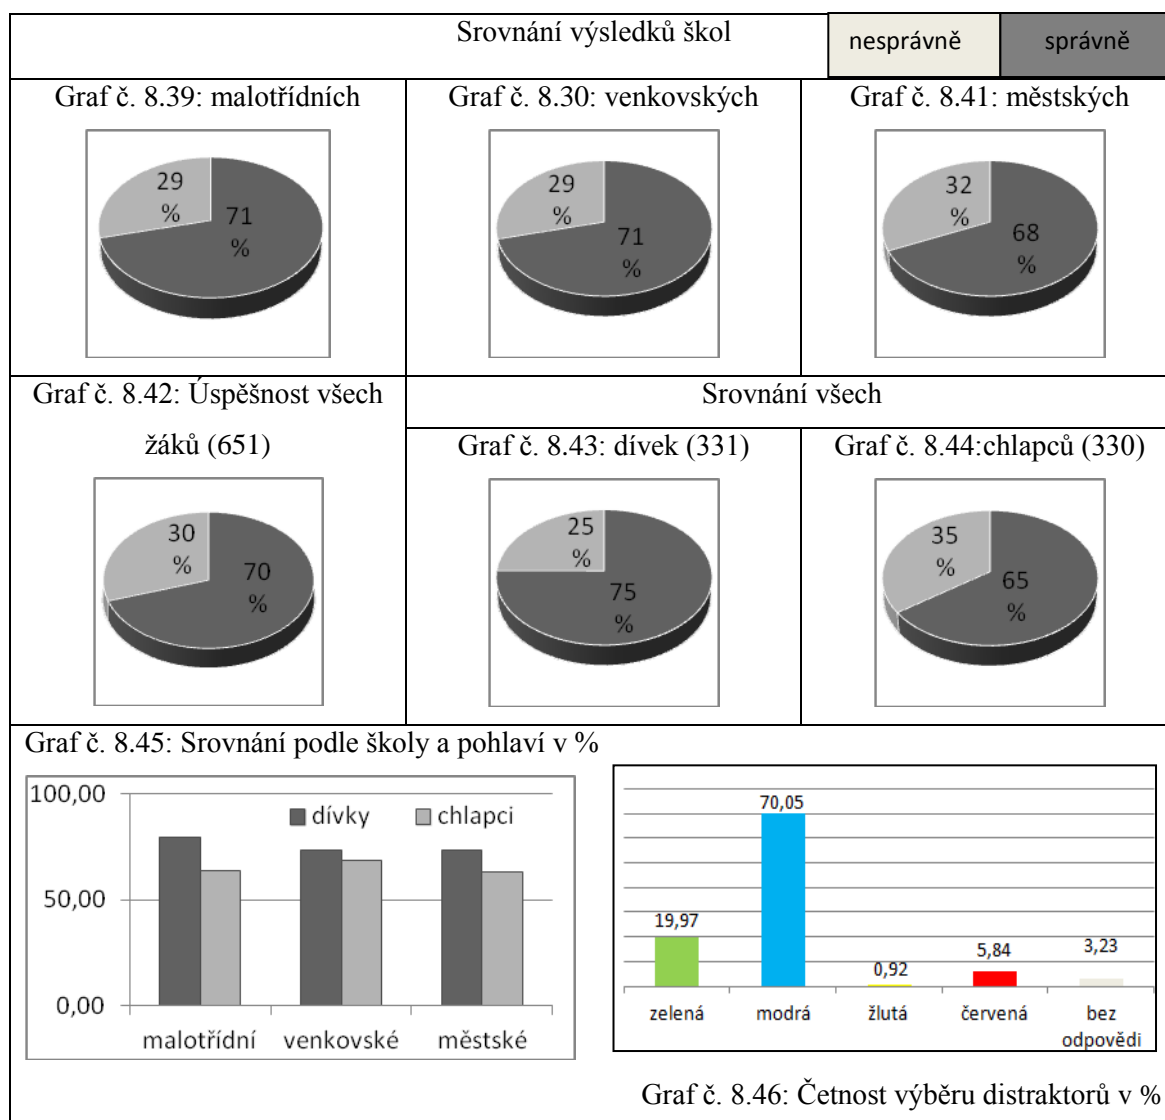 Srovnání výsledků škol
nesprávně
správně
Graf č. 8.39: malotřídních
Graf č. 8.30: venkovských
Graf č. 8.41: městských
29
%
71
%
29
%
71
%
32
%
68
%
Graf č. 8.42: Úspěšnost všech
žáků (651)
Srovnání všech
Graf č. 8.43: dívek (331)
Graf č. 8.44:chlapců (330)
30
%
70
%
25
%
75
%
35
%
65
%
Graf č. 8.45: Srovnání podle školy a pohlaví v %
100,00
50,00
0,00
dívky
chlapci
malotřídní
venkovské
městské
19,97
70,05
0,92
5,84
3,23
zelená
modrá
žlutá
červená
bez
odpovědi
Graf č. 8.46: Četnost výběru distraktorů v %